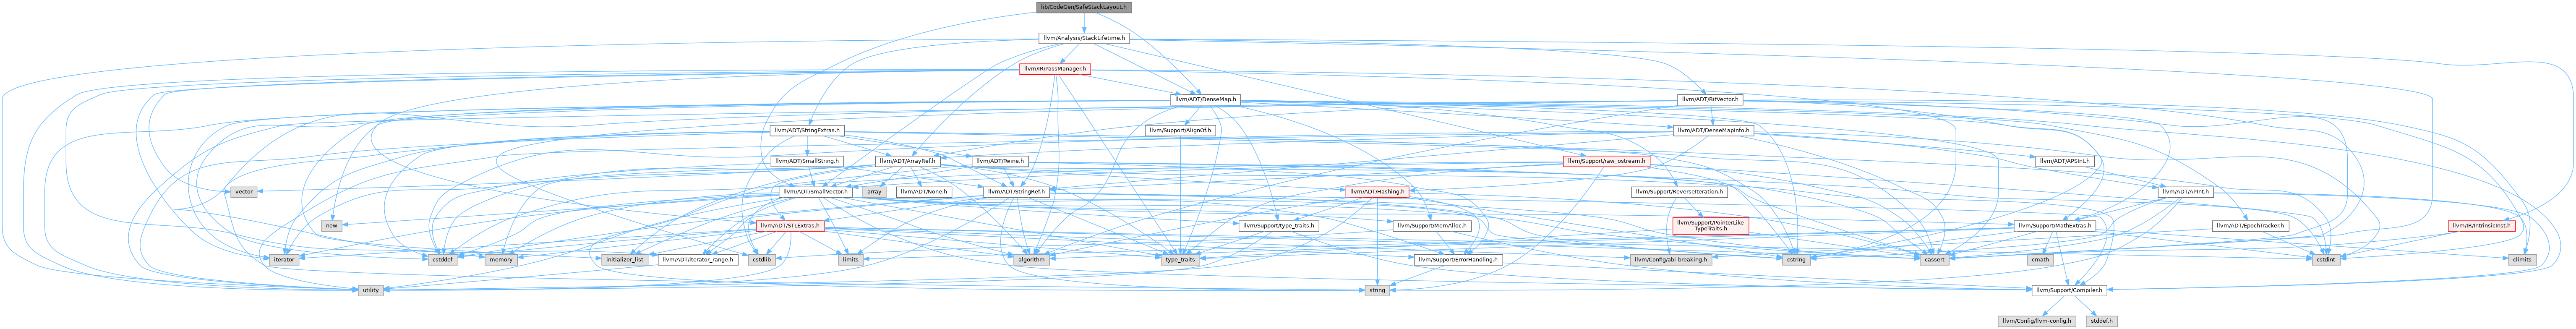 lib/CodeGen/SafeStackLayout.h
llvm/Analysis/StackLifetime.h
llvm/IR/PassManager.h
llvm/ADT/DenseMap.h
llvm/ADT/BitVector.h
llvm/ADT/StringExtras.h
llvm/Support/AlignOf.h
llvm/ADT/DenseMapInfo.h
llvm/ADT/SmallString.h
llvm/ADT/ArrayRef.h
llvm/ADT/Twine.h
llvm/Support/raw_ostream.h
llvm/ADT/APSInt.h
vector
llvm/ADT/SmallVector.h
array
llvm/ADT/None.h
llvm/ADT/StringRef.h
llvm/ADT/Hashing.h
llvm/Support/ReverseIteration.h
llvm/ADT/APInt.h
new
llvm/ADT/STLExtras.h
llvm/Support/type_traits.h
llvm/Support/MemAlloc.h
llvm/Support/PointerLike
TypeTraits.h
llvm/Support/MathExtras.h
llvm/ADT/EpochTracker.h
llvm/IR/IntrinsicInst.h
iterator
cstddef
memory
initializer_list
llvm/ADT/iterator_range.h
cstdlib
limits
algorithm
type_traits
llvm/Support/ErrorHandling.h
llvm/Config/abi-breaking.h
cstring
cassert
cmath
cstdint
climits
utility
string
llvm/Support/Compiler.h
llvm/Config/llvm-config.h
stddef.h